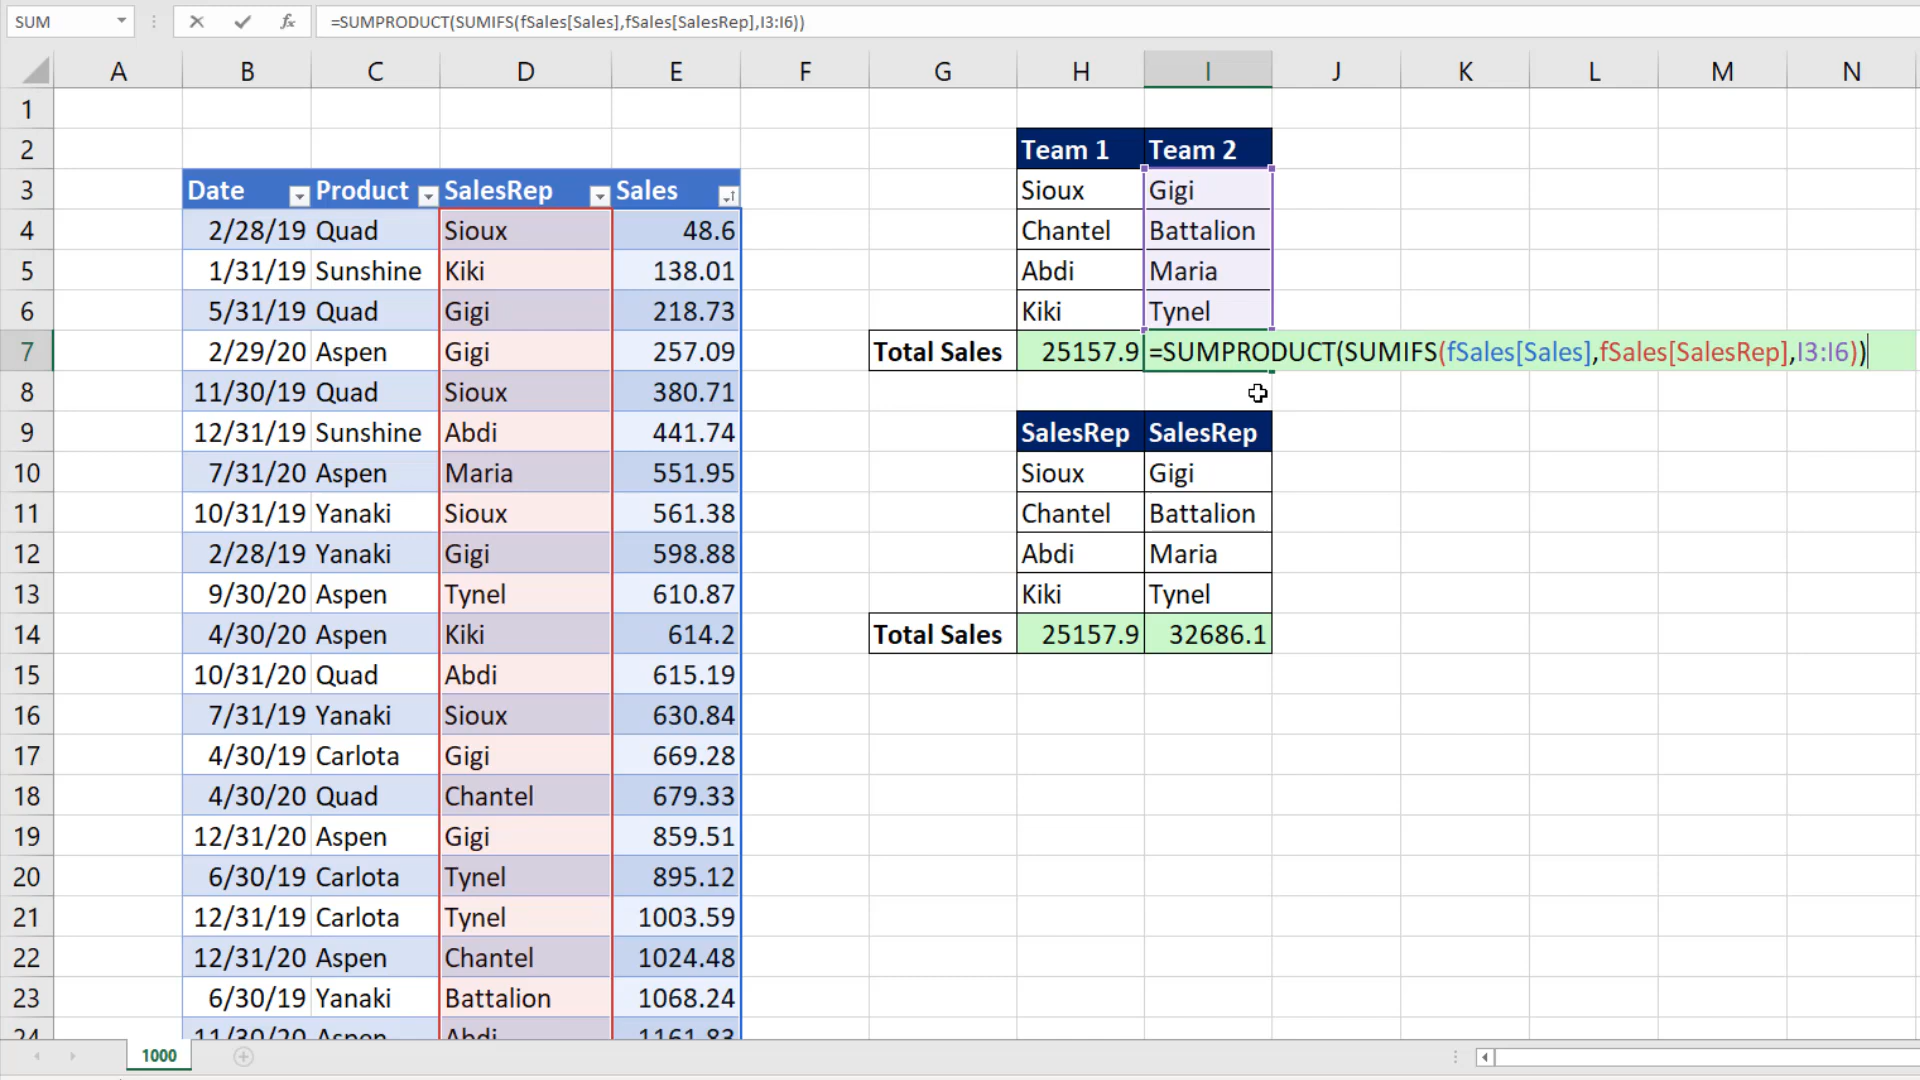 SUM =SUMPRODUCT(SUMIFS(fSales[Sales],fSales[SalesRep],I3:I6))
A B C D E F G H I J K L M N
1
2 Team 1 Team 2
3 Date Product SalesRep Sales Sioux Gigi
4 2/28/19 Quad Sioux 48.6 Chantel Battalion
5 1/31/19 Sunshine Kiki 138.01 Abdi Maria
6 5/31/19 Quad Gigi 218.73 Kiki Tynel
7 2/29/20 Aspen Gigi 257.09 Total Sales 25157.9 =SUMPRODUCT(SUMIFS(fSales[Sales],fSales[SalesRep],I3:I6))
8 11/30/19 Quad Sioux 380.71
9 12/31/19 Sunshine Abdi 441.74 SalesRep SalesRep
10 7/31/20 Aspen Maria 551.95 Sioux Gigi
11 10/31/19 Yanaki Sioux 561.38 Chantel Battalion
12 2/28/19 Yanaki Gigi 598.88 Abdi Maria
13 9/30/20 Aspen Tynel 610.87 Kiki Tynel
14 4/30/20 Aspen Kiki 614.2 Total Sales 25157.9 32686.1
15 10/31/20 Quad Abdi 615.19
16 7/31/19 Yanaki Sioux 630.84
17 4/30/19 Carlota Gigi 669.28
18 4/30/20 Quad Chantel 679.33
19 12/31/20 Aspen Gigi 859.51
20 6/30/19 Carlota Tynel 895.12
21 12/31/19 Carlota Tynel 1003.59
22 12/31/20 Aspen Chantel 1024.48
23 6/30/19 Yanaki Battalion 1068.24
24 11/30/20 Aspen Abdi 1161.83
1000